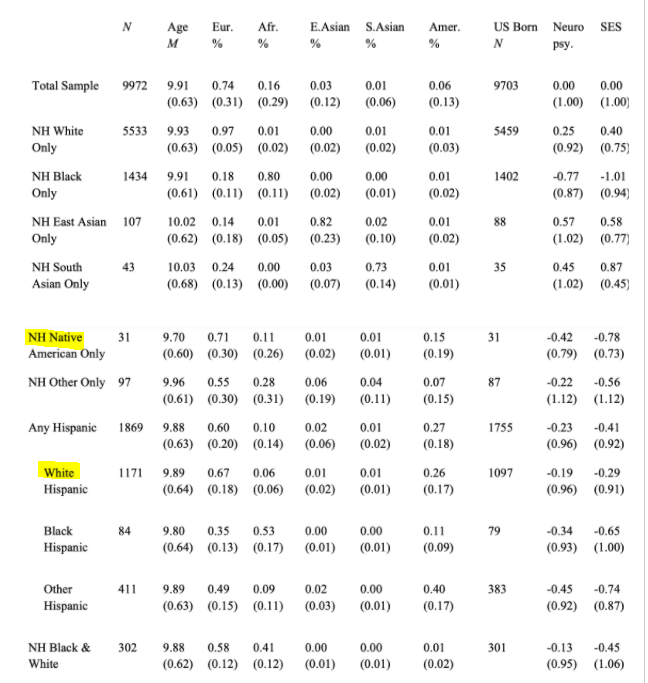 N Age Eur. Afr. E.Asian S.Asian Amer. US Born Neuro SES
M % % % % % N psy.
Total Sample 9972 9.91 0.74 0.16 0.03 0.01 0.06 9703 0.00 0.00
(0.63) (0.31) (0.29) (0.12) (0.06) (0.13) (1.00) (1.00)
NH White 5533 9.93 0.97 0.01 0.00 0.01 0.01 5459 0.25 0.40
Only (0.63) (0.05) (0.02) (0.02) (0.02) (0.03) (0.92) (0.75)
NH Black 1434 9.91 0.18 0.80 0.00 0.00 0.01 1402 -0.77 -1.01
Only (0.61) (0.11) (0.11) (0.02) (0.01) (0.02) (0.87) (0.94)
NH East Asian 107 10.02 0.14 0.01 0.82 0.02 0.01 88 0.57 0.58
Only (0.62) (0.18) (0.05) (0.23) (0.10) (0.02) (1.02) (0.77)
NH South 43 10.03 0.24 0.00 0.03 0.73 0.01 35 0.45 0.87
Asian Only (0.68) (0.13) (0.00) (0.07) (0.14) (0.01) (1.02) (0.45)
NH Native 31 9.70 0.71 0.11 0.01 0.01 0.15 31 -0.42 -0.78
American Only (0.60) (0.30) (0.26) (0.02) (0.01) (0.19) (0.79) (0.73)
NH Other Only 97 9.96 0.55 0.28 0.06 0.04 0.07 87 -0.22 -0.56
(0.61) (0.30) (0.31) (0.19) (0.11) (0.15) (1.12) (1.12)
Any Hispanic 1869 9.88 0.60 0.10 0.02 0.01 0.27 1755 -0.23 -0.41
(0.63) (0.20) (0.14) (0.06) (0.02) (0.18) (0.96) (0.92)
White 1171 9.89 0.67 0.06 0.01 0.01 0.26 1097 -0.19 -0.29
Hispanic (0.64) (0.18) (0.06) (0.02) (0.01) (0.17) (0.96) (0.91)
Black 84 9.80 0.35 0.53 0.00 0.00 0.11 79 -0.34 -0.65
Hispanic (0.64) (0.13) (0.17) (0.01) (0.01) (0.09) (0.93) (1.00)
Other 411 9.89 0.49 0.09 0.02 0.00 0.40 383 -0.45 -0.74
Hispanic (0.63) (0.15) (0.11) (0.03) (0.01) (0.17) (0.92) (0.87)
NH Black & 302 9.88 0.58 0.41 0.00 0.00 0.01 301 -0.13 -0.45
White (0.62) (0.12) (0.12) (0.01) (0.01) (0.02) (0.95) (1.06)